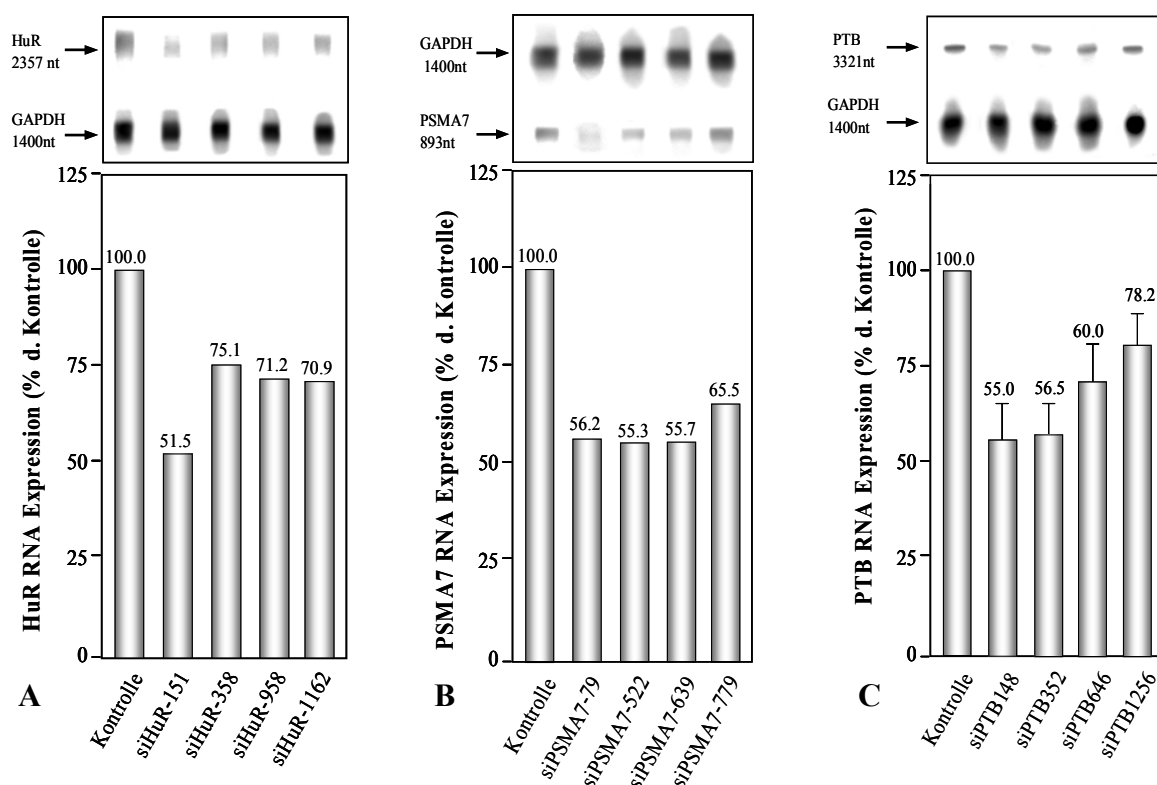 HuR
2357 nt
GAPDH
1400nt
125
100
75
50
25
0
HuR RNA Expression (% d. Kontrolle)
100.0
51.5
75.1
71.2
70.9
Kontrolle
siHuR-151
siHuR-358
siHuR-958
siHuR-1162
A
GAPDH
1400nt
PSMA7
893nt
125
100
75
50
25
0
PSMA7 RNA Expression (% d. Kontrolle)
100.0
56.2
55.3
55.7
65.5
Kontrolle
siPSMA7-79
siPSMA7-522
siPSMA7-639
siPSMA7-779
B
PTB
3321nt
GAPDH
1400nt
125
100
75
50
25
0
PTB RNA Expression (% d. Kontrolle)
100.0
55.0
56.5
60.0
78.2
Kontrolle
siPTB148
siPTB352
siPTB646
siPTB1256
C